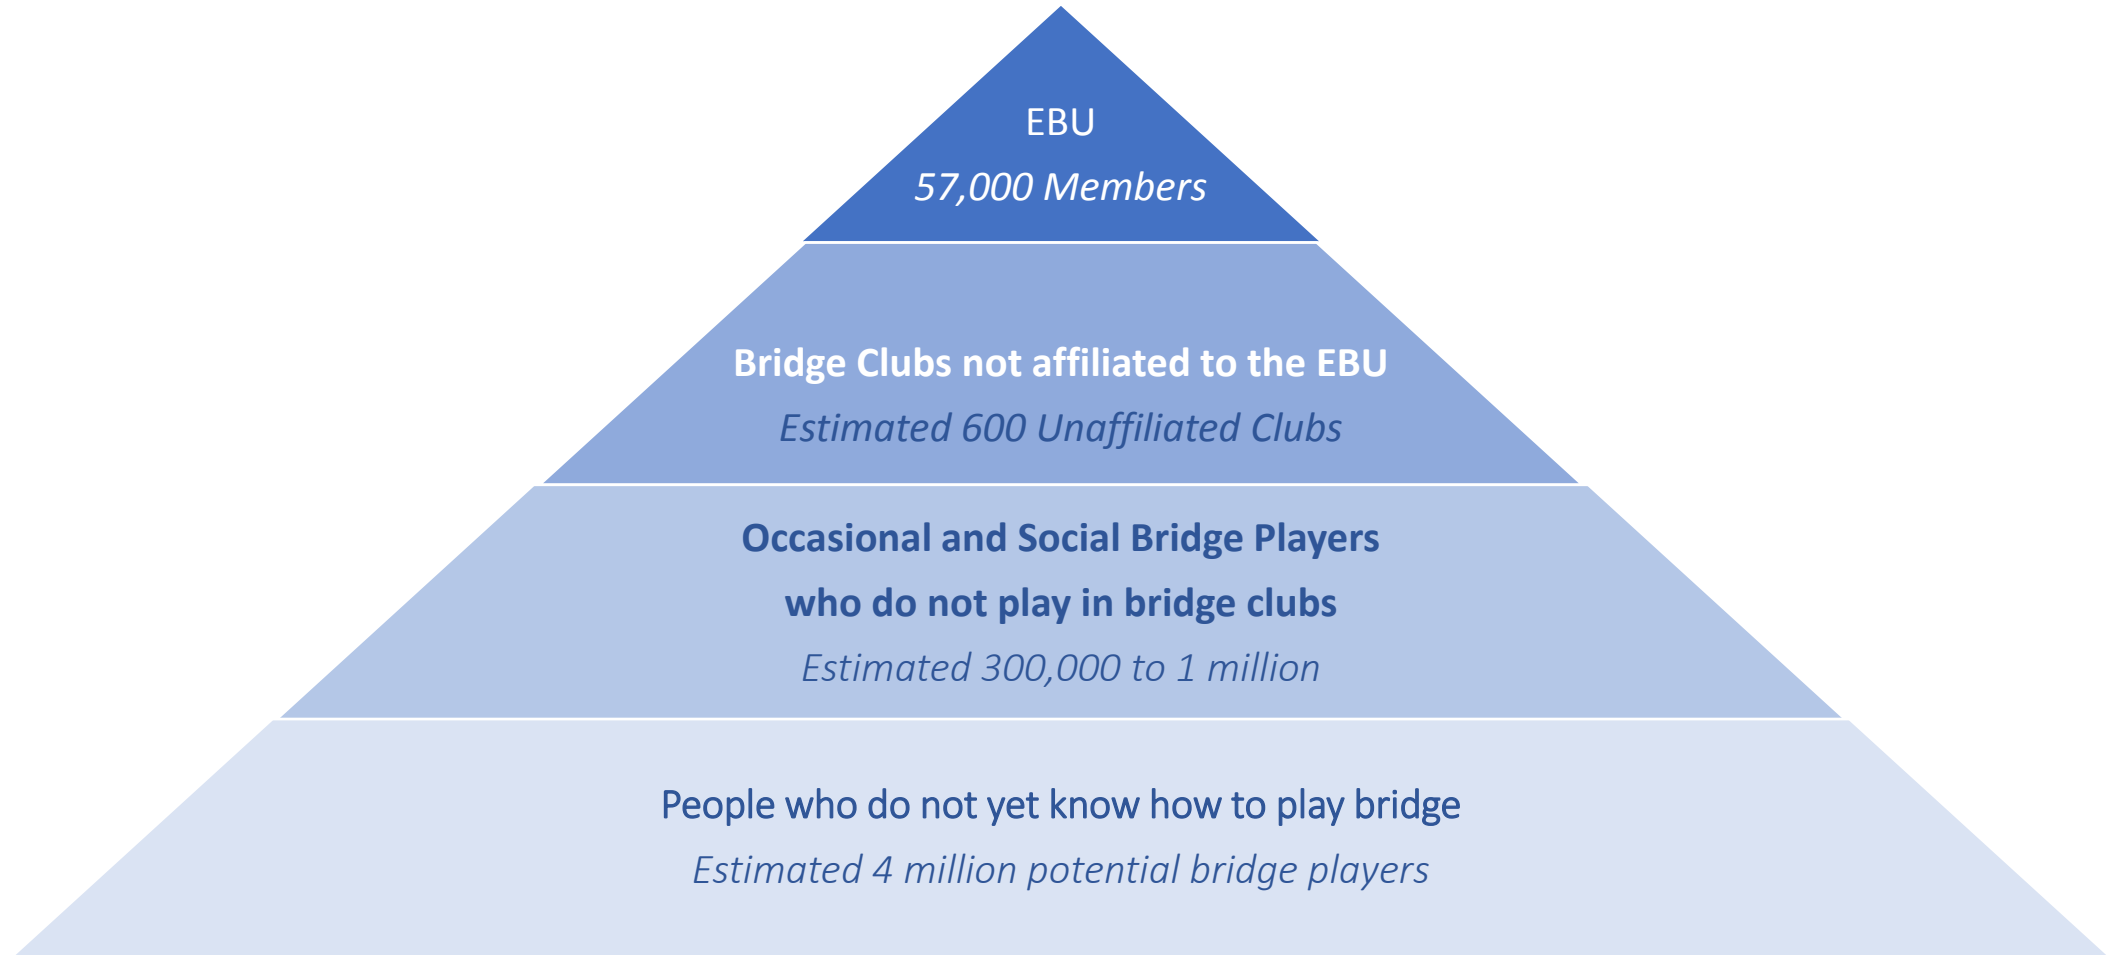 EBU
57,000 Members
Bridge Clubs not affiliated to the EBU
Estimated 600 Unaffiliated Clubs
Occasional and Social Bridge Players
who do not play in bridge clubs
Estimated 300,000 to 1 million
People who do not yet know how to play bridge
Estimated 4 million potential bridge players